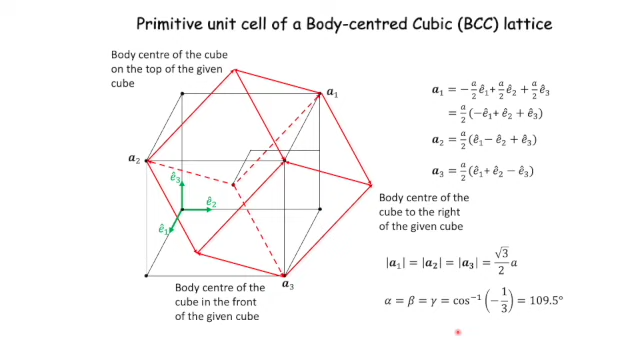 Primitive unit cell of a Body-centred Cubic (BCC) lattice
Body centre of the cube
on the top of the given
cube
a₁
a₂
ê₃
ê₂
ê₁
a₃
Body centre of the
cube in the front
of the given cube
Body centre of the
cube to the right
of the given cube
a₁ = −a/2 ê₁ + a/2 ê₂ + a/2 ê₃
= a/2 (−ê₁ + ê₂ + ê₃)
a₂ = a/2 (ê₁ − ê₂ + ê₃)
a₃ = a/2 (ê₁ + ê₂ − ê₃)
|a₁| = |a₂| = |a₃| = √3/2 a
α = β = γ = cos⁻¹ (−1/3) = 109.5°